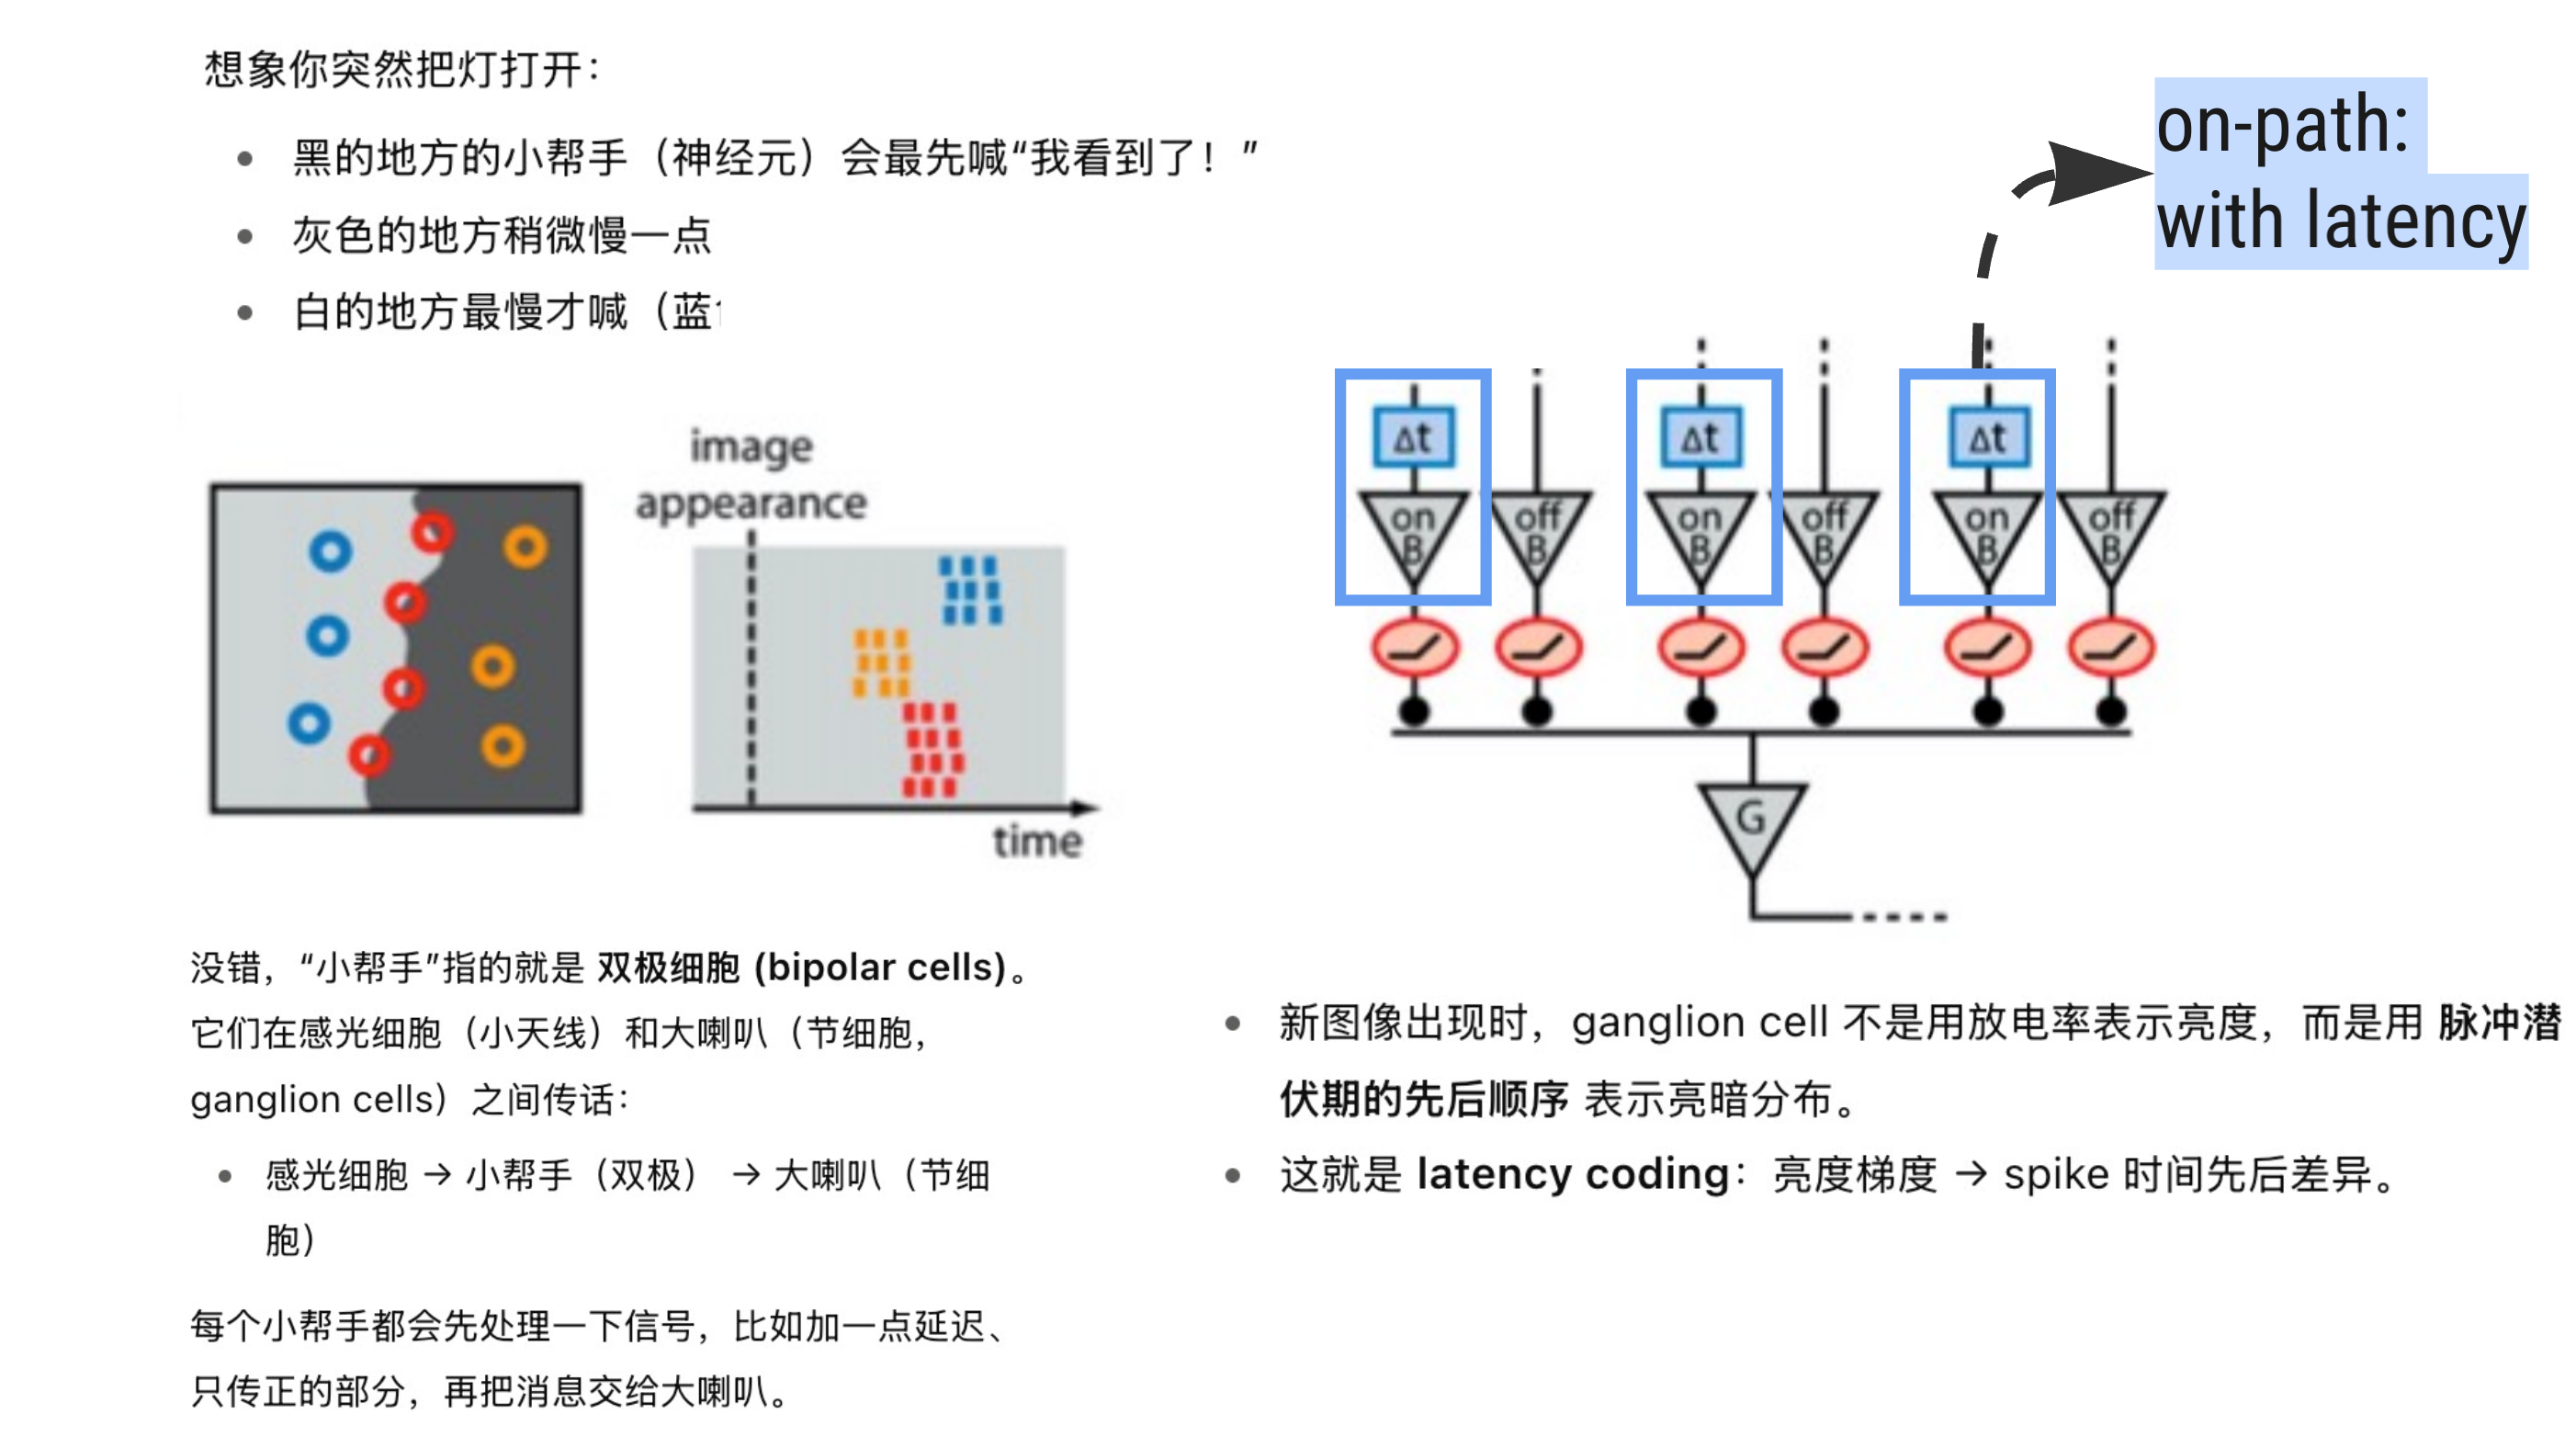 想象你突然把灯打开：
黑的地方的小帮手（神经元）会最先喊“我看到了！”
灰色的地方稍微慢一点
白的地方最慢才喊（蓝
image
appearance
time
没错，“小帮手”指的就是 双极细胞 (bipolar cells)。
它们在感光细胞（小天线）和大喇叭（节细胞，
ganglion cells）之间传话：
感光细胞 → 小帮手（双极） → 大喇叭（节细
胞）
每个小帮手都会先处理一下信号，比如加一点延迟、
只传正的部分，再把消息交给大喇叭。
on-path:
with latency
Δt
Δt
Δt
on B
off B
on B
off B
on B
off B
G
新图像出现时，ganglion cell 不是用放电率表示亮度，而是用 脉冲潜
伏期的先后顺序 表示亮暗分布。
这就是 latency coding：亮度梯度 → spike 时间先后差异。